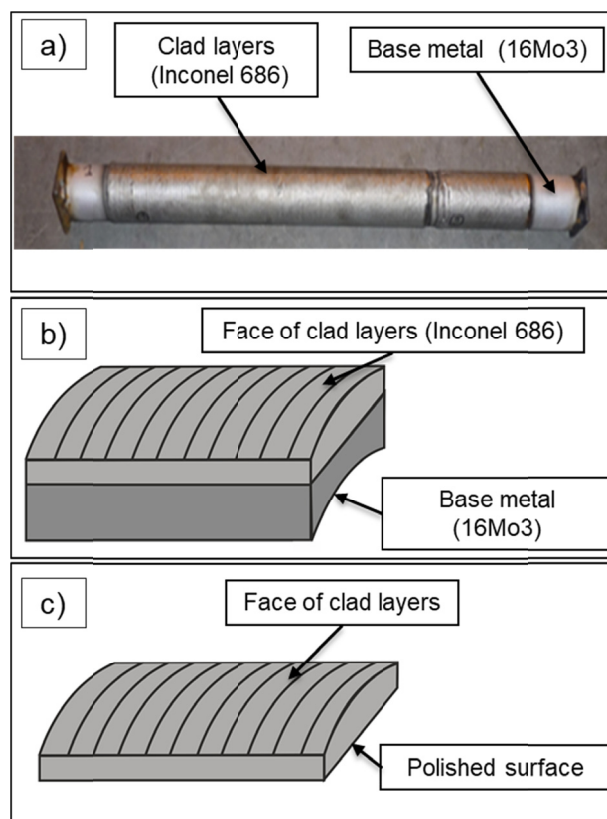 a)
Clad layers
(Inconel 686)
Base metal (16Mo3)
b)
Face of clad layers (Inconel 686)
Base metal
(16Mo3)
c)
Face of clad layers
Polished surface